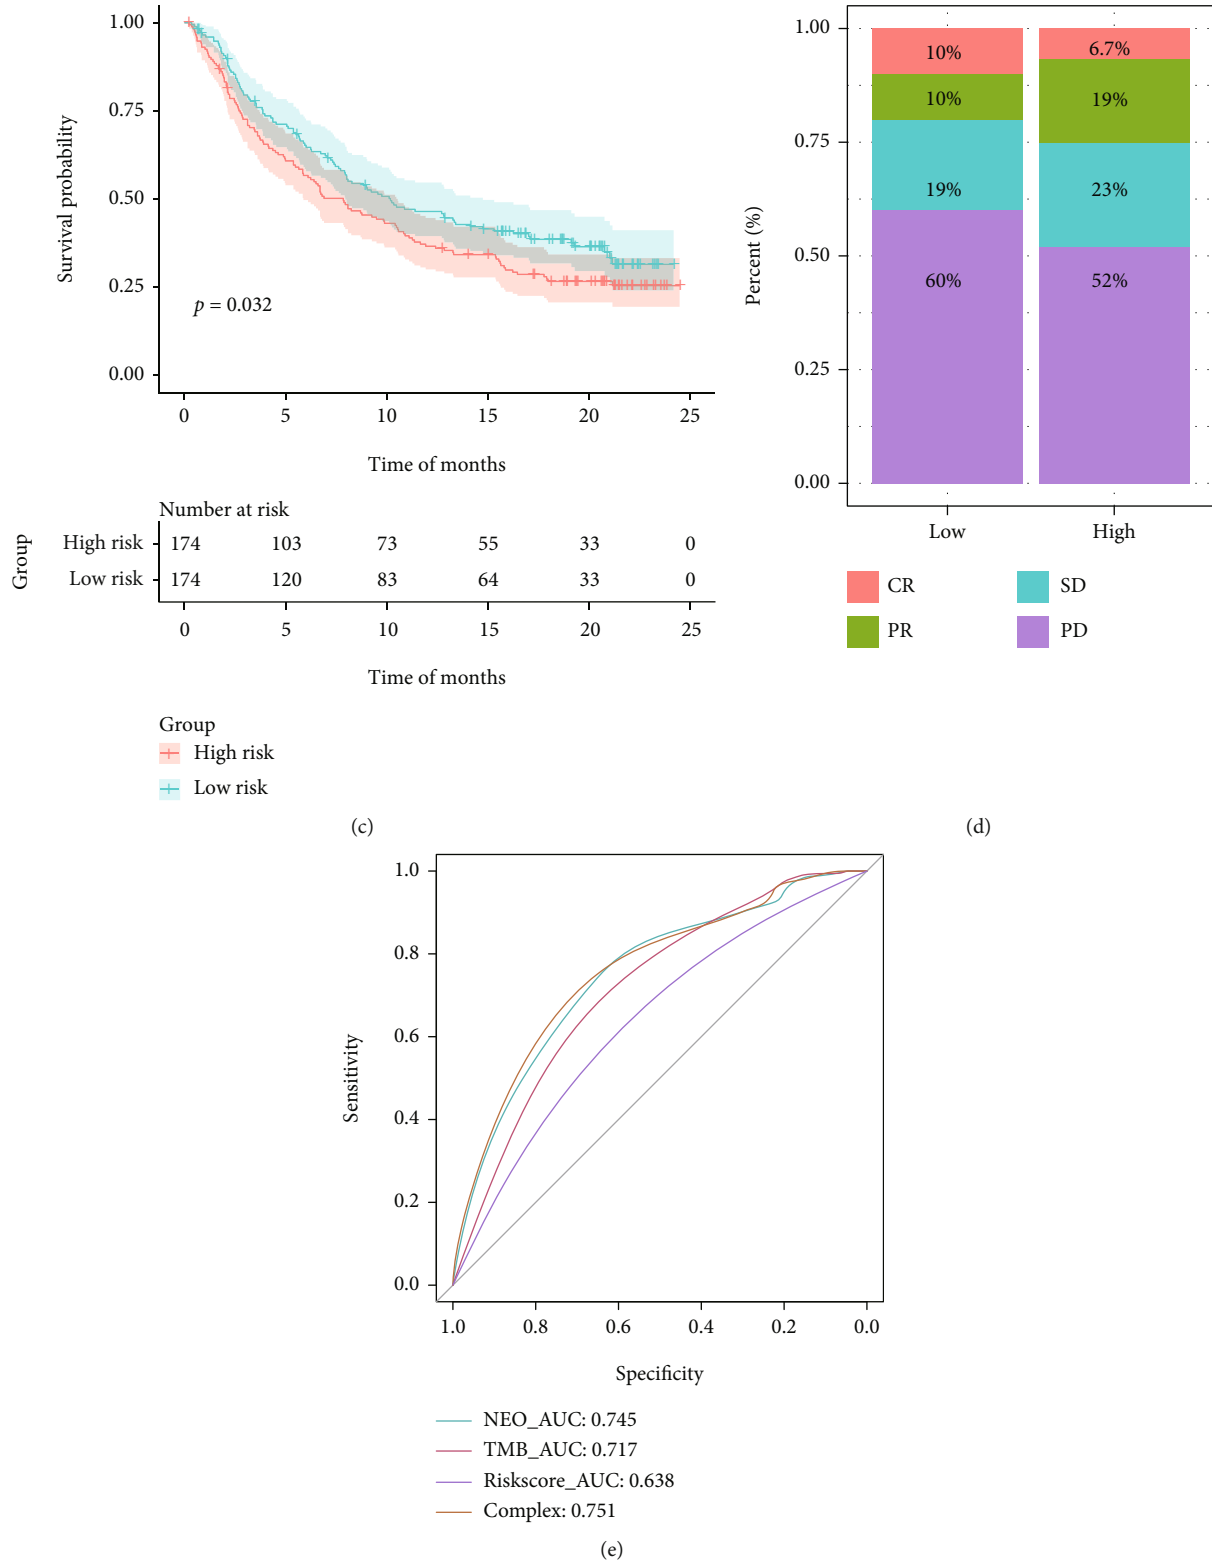 1.00
0.75
0.50
0.25
0.00
Survival probability
p = 0.032
0 5 10 15 20 25
Time of months
Number at risk
Group
High risk 174 103 73 55 33 0
Low risk 174 120 83 64 33 0
0 5 10 15 20 25
Time of months
Group
High risk
Low risk
(c)
1.00
0.75
0.50
0.25
0.00
Percent (%)
10% 6.7%
10% 19%
19% 23%
60% 52%
Low High
CR SD
PR PD
(d)
1.0
0.8
0.6
0.4
0.2
0.0
Sensitivity
1.0 0.8 0.6 0.4 0.2 0.0
Specificity
NEO_AUC: 0.745
TMB_AUC: 0.717
Riskscore_AUC: 0.638
Complex: 0.751
(e)